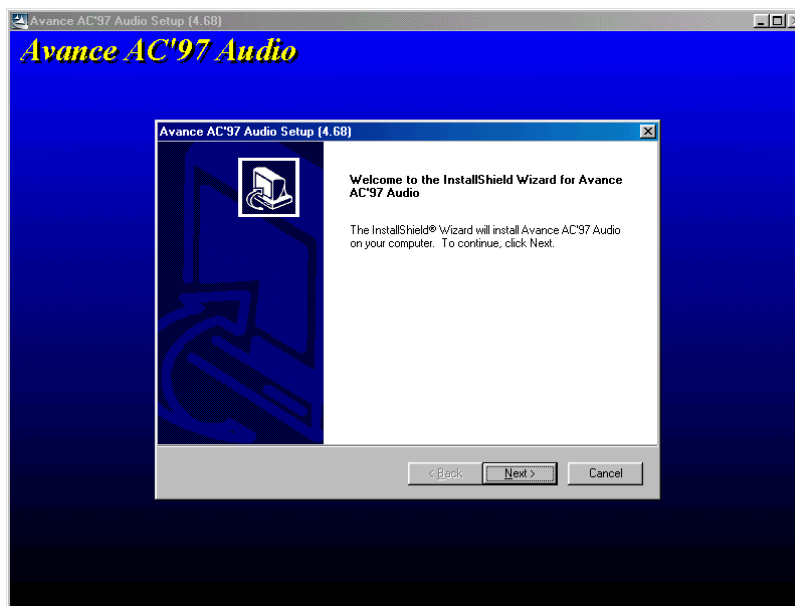 Avance AC'97 Audio Setup (4.68)
Avance AC'97 Audio
Avance AC'97 Audio Setup (4.68)
Welcome to the InstallShield Wizard for Avance
AC'97 Audio
The InstallShield® Wizard will install Avance AC'97 Audio
on your computer. To continue, click Next.
< Back
Next >
Cancel